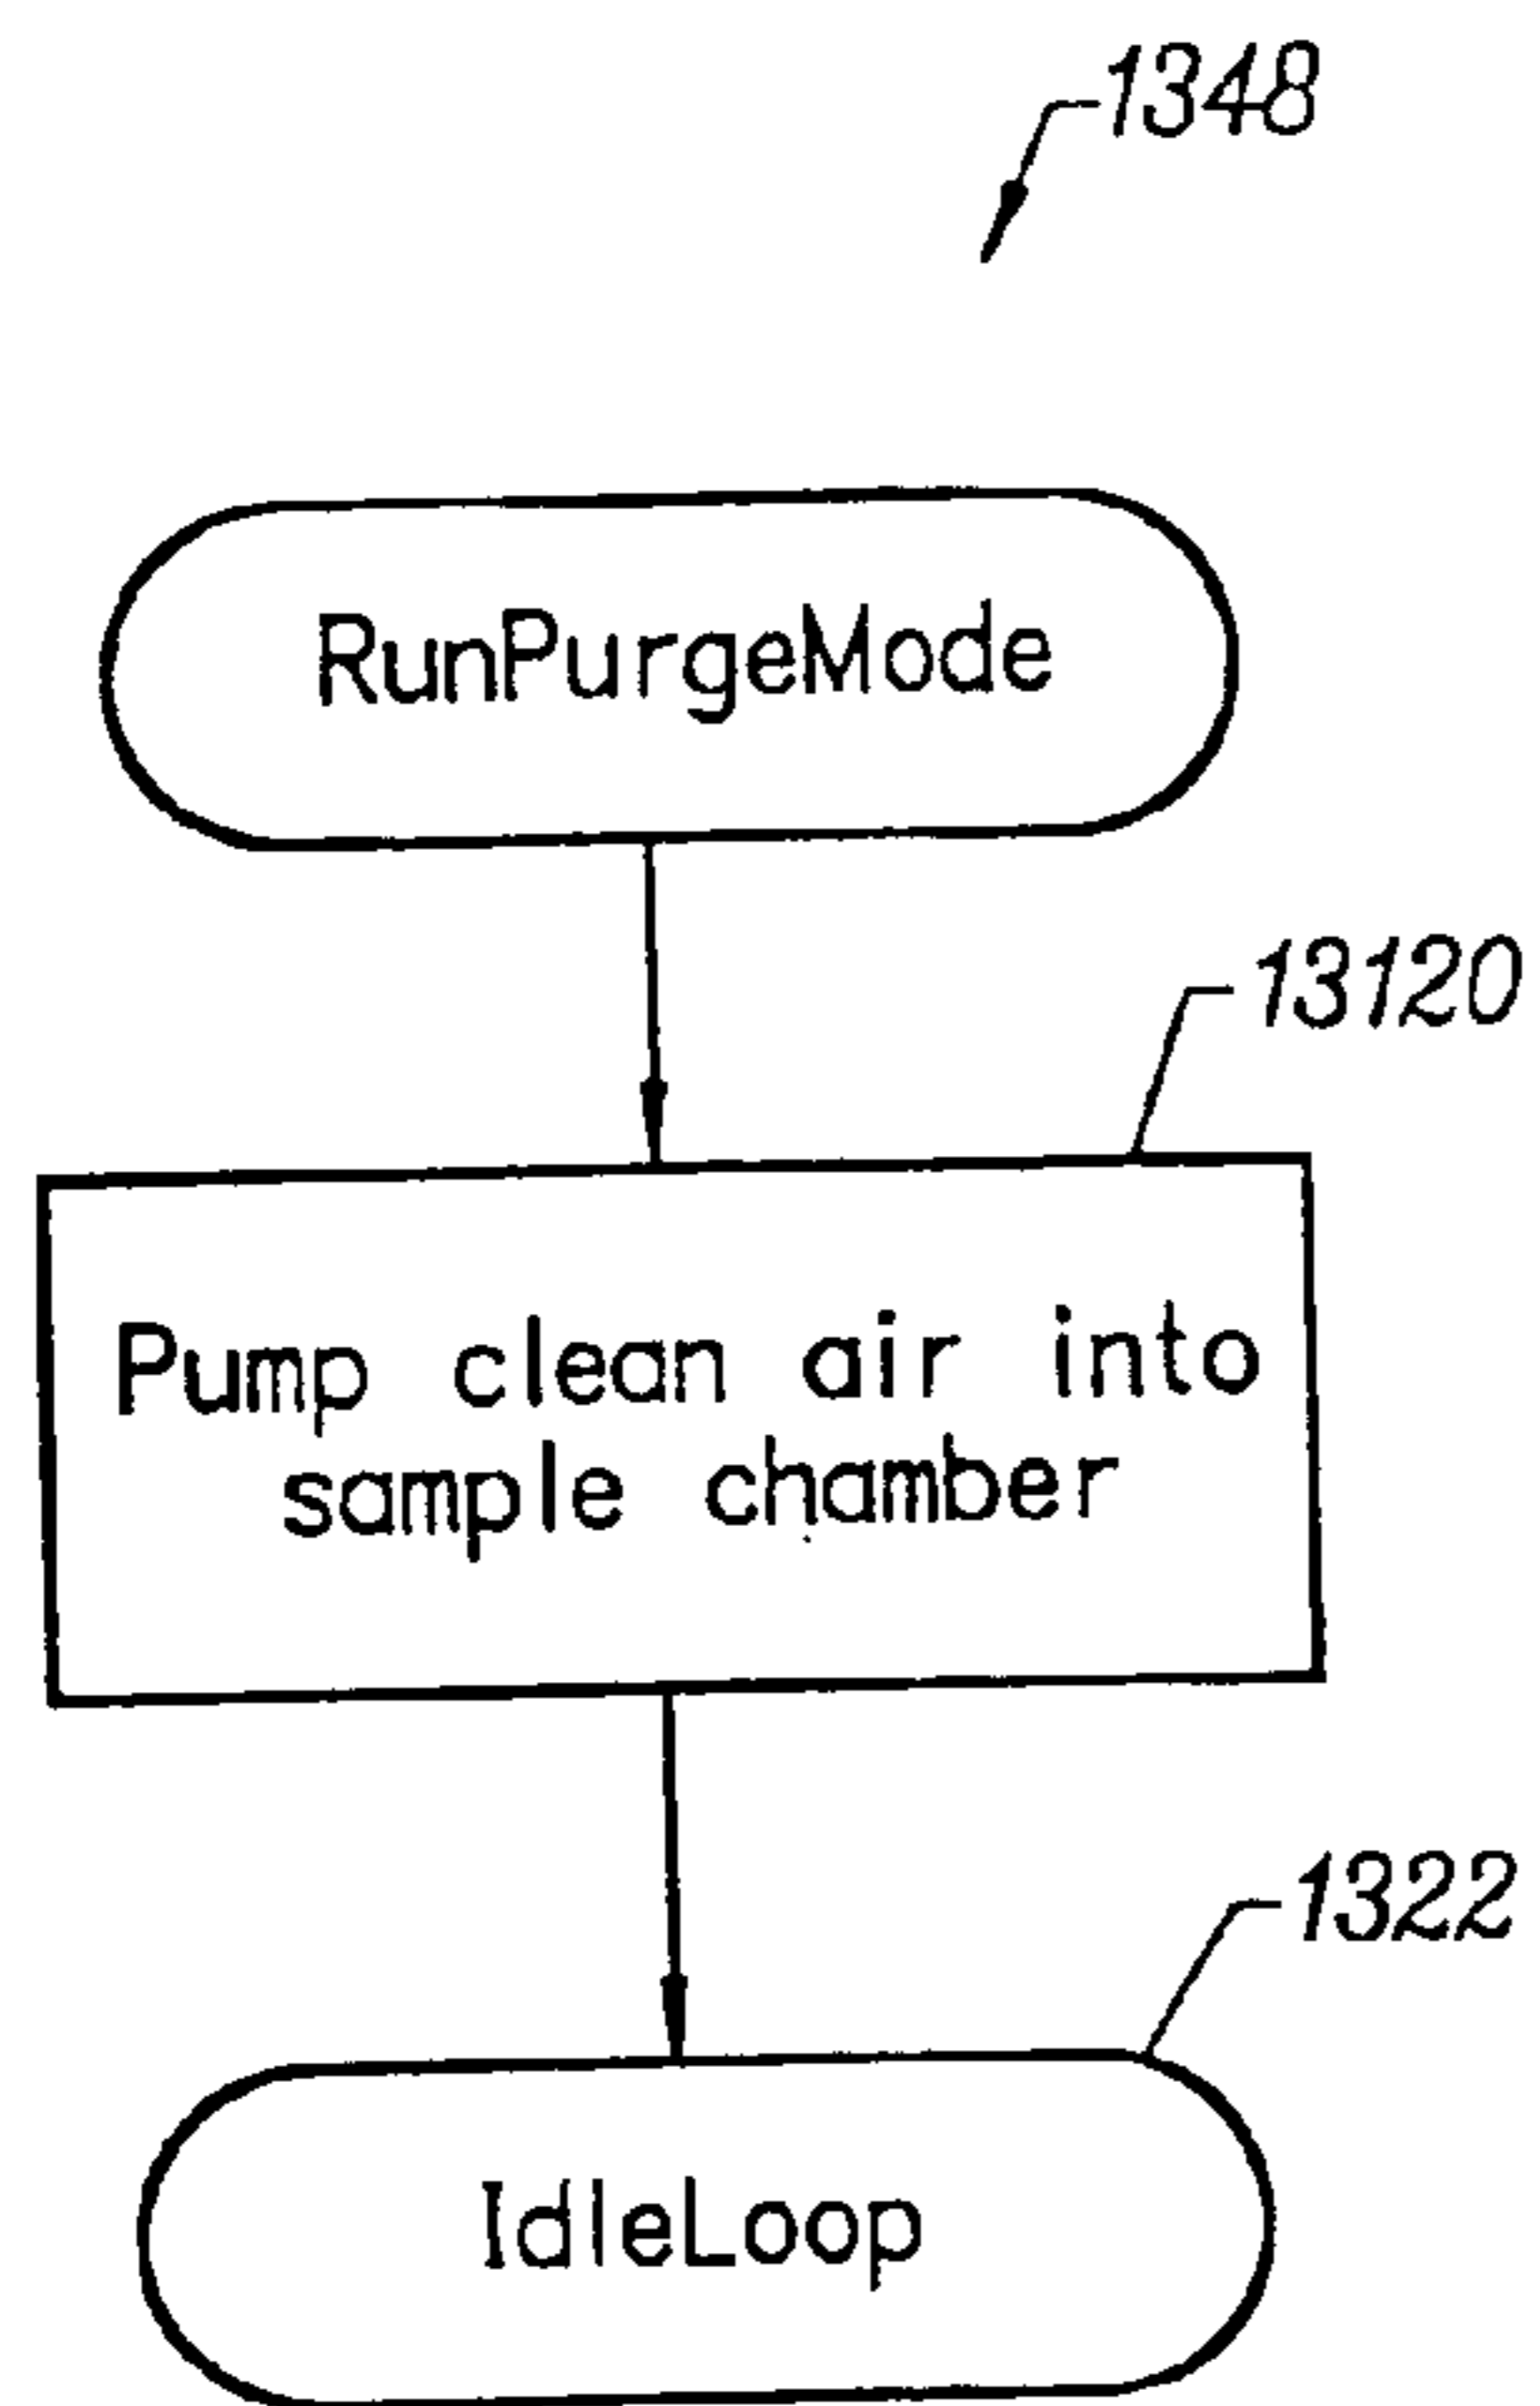 1348
RunPurgeMode
13120
Pump clean air into
sample chamber
1322
IdleLoop